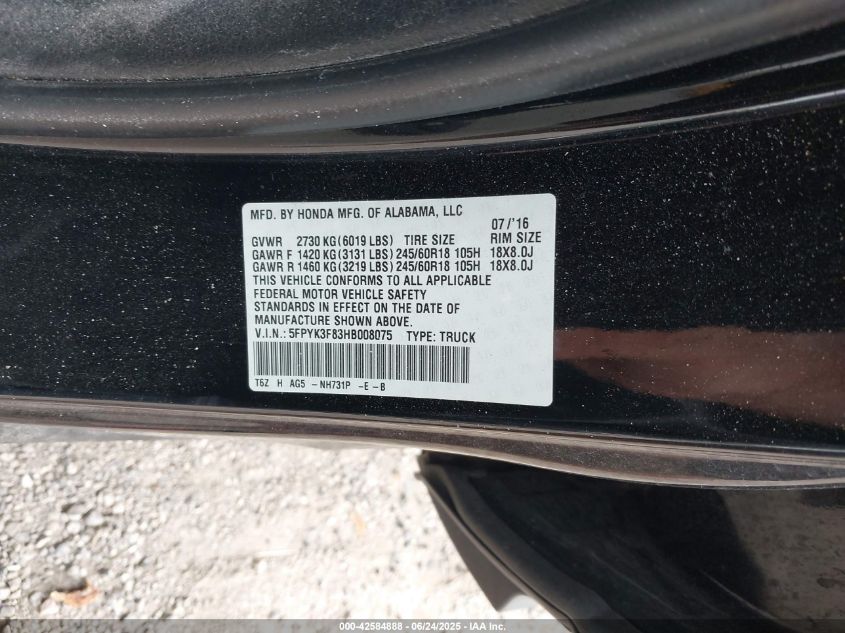 MFD. BY HONDA MFG. OF ALABAMA, LLC 07/'16
GVWR 2730 KG(6019 LBS) TIRE SIZE RIM SIZE
GAWR F 1420 KG(3131 LBS) 245/60R18 105H 18X8.0J
GAWR R 1460 KG(3219 LBS) 245/60R18 105H 18X8.0J
THIS VEHICLE CONFORMS TO ALL APPLICABLE
FEDERAL MOTOR VEHICLE SAFETY
STANDARDS IN EFFECT ON THE DATE OF
MANUFACTURE SHOWN ABOVE.
V.I.N.: 5FPYK3F83HB008075 TYPE: TRUCK
T6Z H AG5 -NH731P -E-B
000-42584888 - 06/24/2025 - IAA Inc.